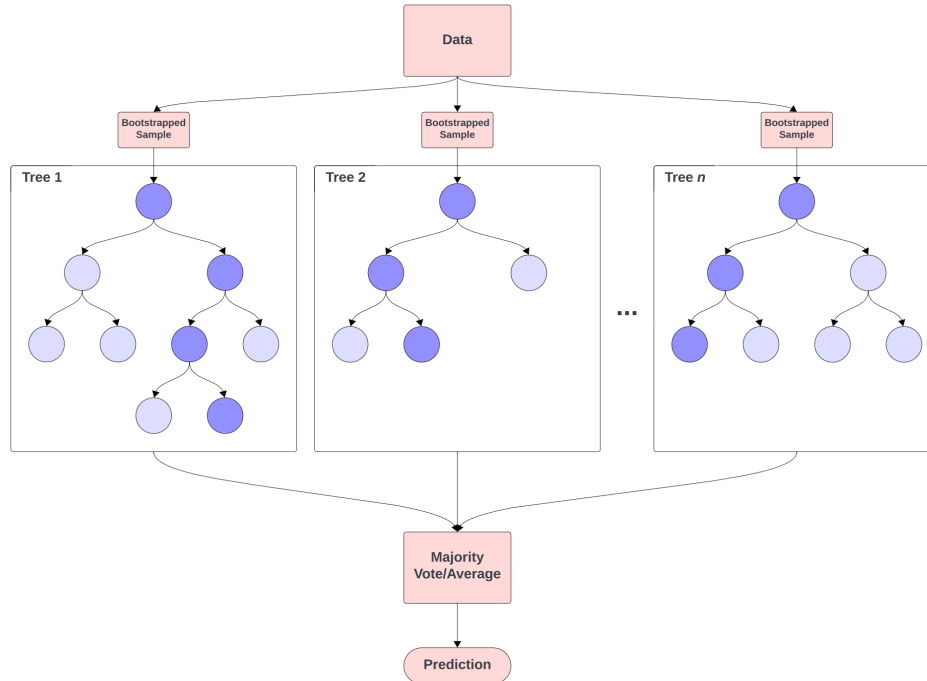 Data
Bootstrapped
Sample
Bootstrapped
Sample
Bootstrapped
Sample
Tree 1
Tree 2
Tree n
...
Majority
Vote/Average
Prediction